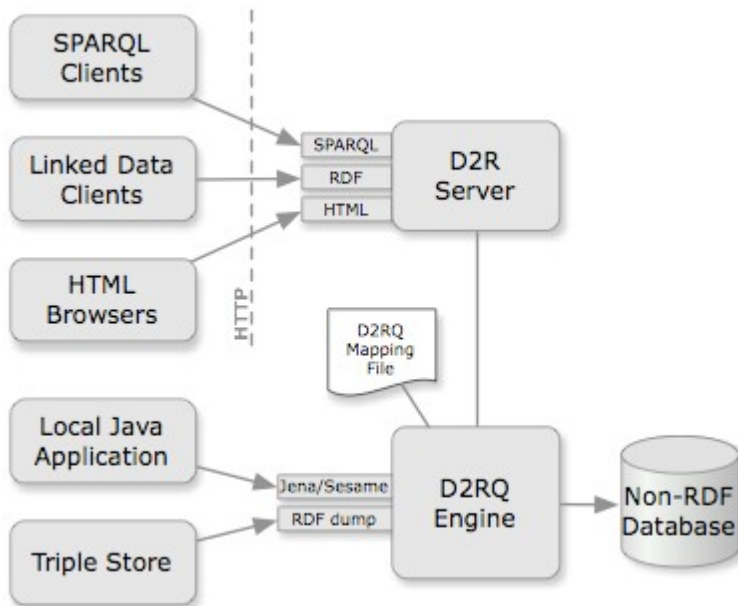 SPARQL
Clients
SPARQL
D2R
Server
Linked Data
Clients
RDF
HTML
HTML
Browsers
HTTP
D2RQ
Mapping
File
Local Java
Application
Jena/Sesame
D2RQ
Engine
Non-RDF
Database
RDF dump
Triple Store